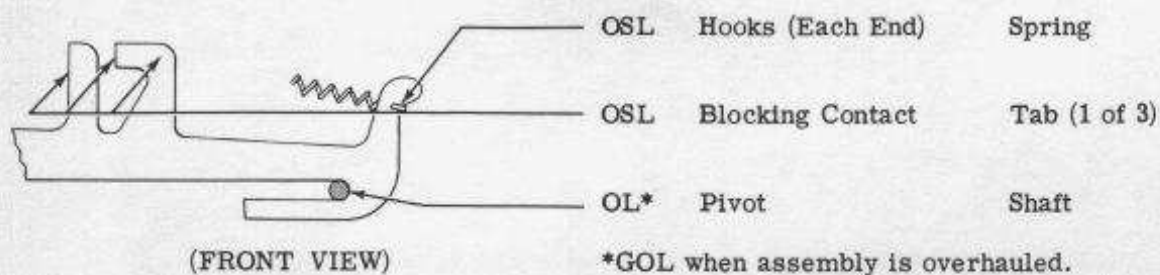 OSL Hooks (Each End) Spring
OSL Blocking Contact Tab (1 of 3)
OL* Pivot Shaft
(FRONT VIEW) *GOL when assembly is overhauled.